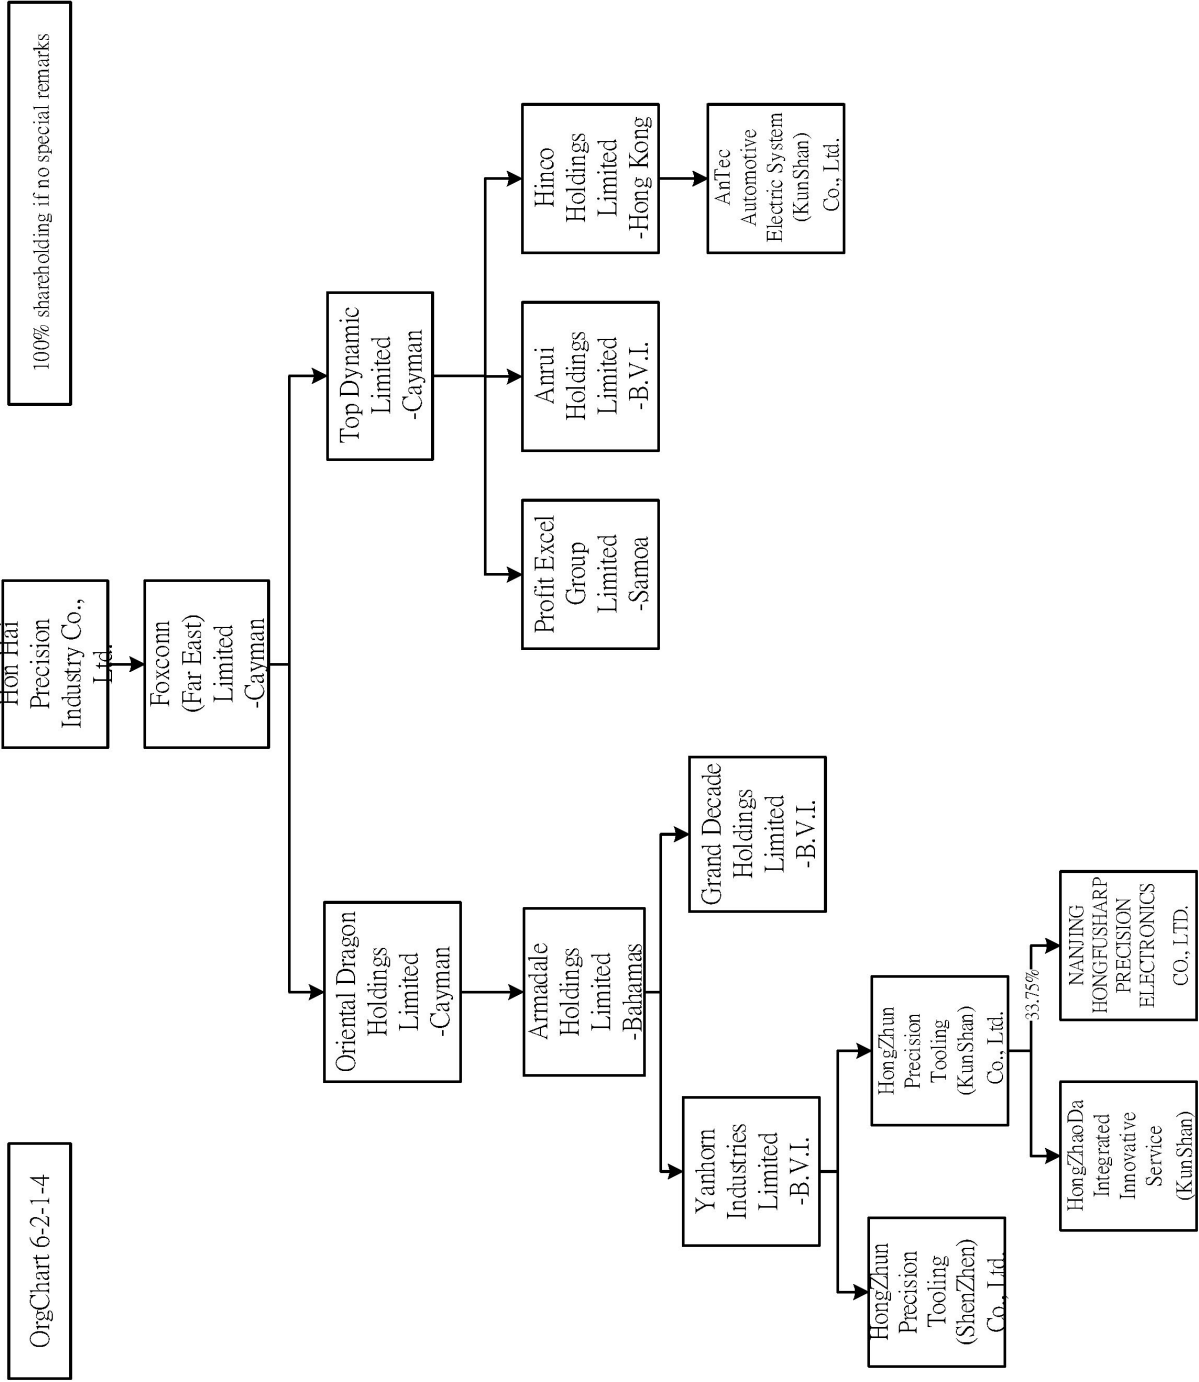 OrgChart 6-2-1-4
100% shareholding if no special remarks
Hon Hai
Precision
Industry Co.,
Ltd.
Foxconn
(Far East)
Limited
-Cayman
Oriental Dragon
Holdings
Limited
-Cayman
Top Dynamic
Limited
-Cayman
Armadale
Holdings
Limited
-Bahamas
Profit Excel
Group
Limited
-Samoa
Anrui
Holdings
Limited
-B.V.I.
Hinco
Holdings
Limited
-Hong Kong
Yanhorn
Industries
Limited
-B.V.I.
Grand Decade
Holdings
Limited
-B.V.I.
AnTec
Automotive
Electric System
(KunShan)
Co., Ltd.
HongZhun
Precision
Tooling
(ShenZhen)
Co., Ltd.
HongZhun
Precision
Tooling
(KunShan)
Co., Ltd.
33.75%
HongZhaoDa
Integrated
Innovative
Service
(KunShan)
NANJING
HONGFUSHARP
PRECISION
ELECTRONICS
CO., LTD.